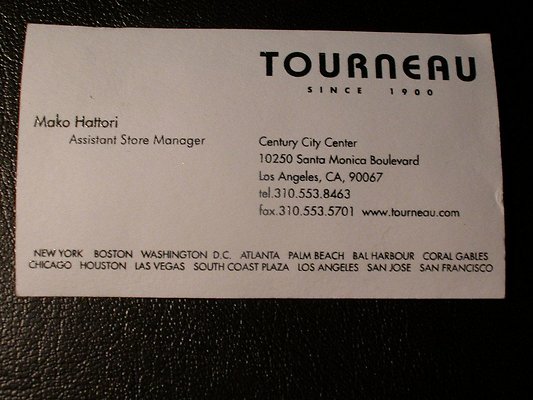 TOURNEAU
SINCE 1900
Mako Hattori
Assistant Store Manager
Century City Center
10250 Santa Monica Boulevard
Los Angeles, CA, 90067
tel.310.553.8463
fax.310.553.5701 www.tourneau.com
NEW YORK BOSTON WASHINGTON D.C. ATLANTA PALM BEACH BAL HARBOUR CORAL GABLES
CHICAGO HOUSTON LAS VEGAS SOUTH COAST PLAZA LOS ANGELES SAN JOSE SAN FRANCISCO